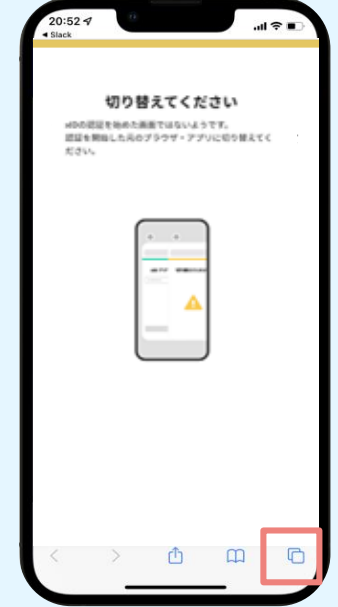 20:52
◀ Slack
切り替えてください
xIDの認証を始めた画面ではないようです。
認証を開始した元のブラウザ・アプリに切り替えてく
ださい。